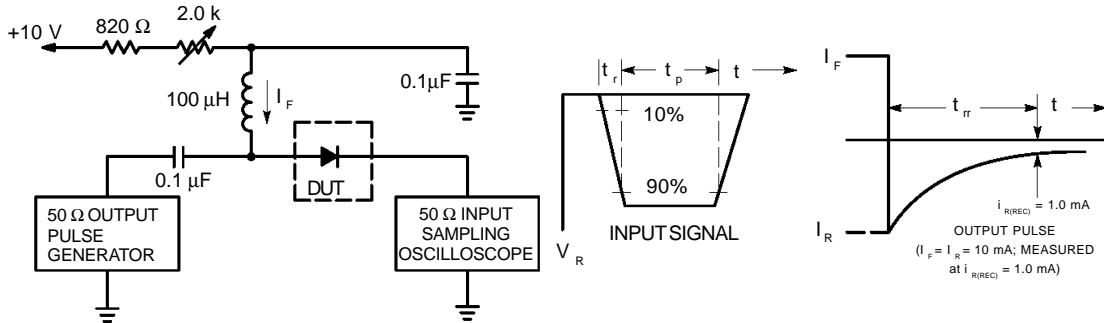 +10 V
820 Ω
2.0 k
0.1 µF
100 µH
I F
0.1 µF
DUT
50 Ω OUTPUT
PULSE
GENERATOR
50 Ω INPUT
SAMPLING
OSCILLOSCOPE
t r
t p
t
10%
90%
V R
INPUT SIGNAL
I F
t rr
t
i R(REC) = 1.0 mA
I R
OUTPUT PULSE
(I F = I R = 10 mA; MEASURED
at i R(REC) = 1.0 mA)